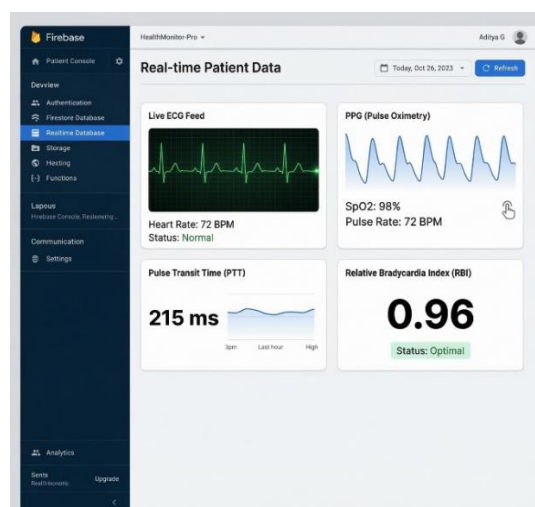 Firebase
HealthMonitor-Pro
Aditya G
Patient Console
Real-time Patient Data
Today, Oct 26, 2023
Refresh
Devview
Authentication
Firestore Database
Realtime Database
Storage
Hesting
Functions
Lapous
Hirebase Console,
Communication
Settings
Analytics
Sents
Upgrade
Live ECG Feed
Heart Rate: 72 BPM
Status: Normal
PPG (Pulse Oximetry)
SpO2: 98%
Pulse Rate: 72 BPM
Pulse Transit Time (PTT)
215 ms
3pm Last hour High
Relative Bradycardia Index (RBI)
0.96
Status: Optimal